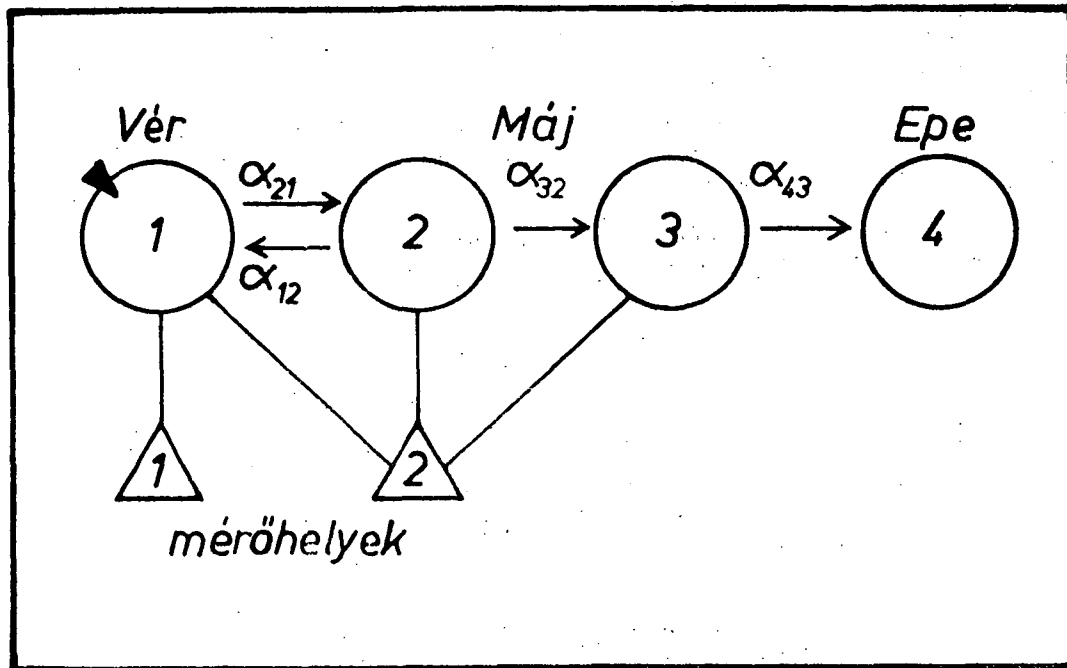 Vér Máj Epe
α21 α32 α43
1 2 3 4
α12
1 2
mérőhelyek